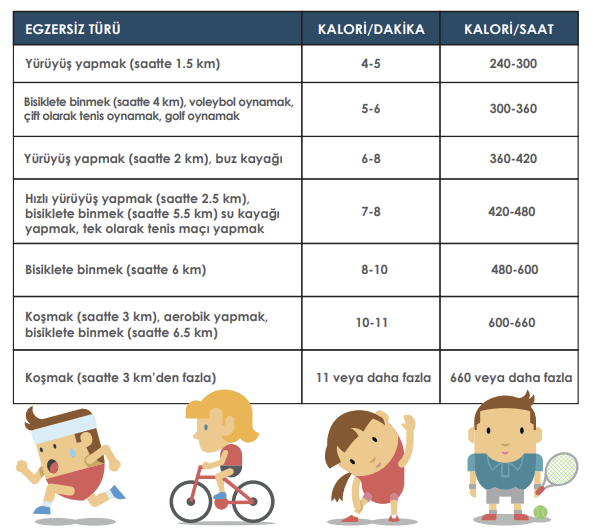 EGZERSİZ TÜRÜ KALORİ/DAKİKA KALORİ/SAAT
Yürüyüş yapmak (saatte 1.5 km) 4-5 240-300
Bisiklete binmek (saatte 4 km), voleybol oynamak,
çift olarak tenis oynamak, golf oynamak 5-6 300-360
Yürüyüş yapmak (saatte 2 km), buz kayağı 6-8 360-420
Hızlı yürüyüş yapmak (saatte 2.5 km),
bisiklete binmek (saatte 5.5 km) su kayağı 7-8 420-480
yapmak, tek olarak tenis maçı yapmak
Bisiklete binmek (saatte 6 km) 8-10 480-600
Koşmak (saatte 3 km), aerobik yapmak, 10-11 600-660
bisiklete binmek (saatte 6.5 km)
Koşmak (saatte 3 km'den fazla) 11 veya daha fazla 660 veya daha fazla